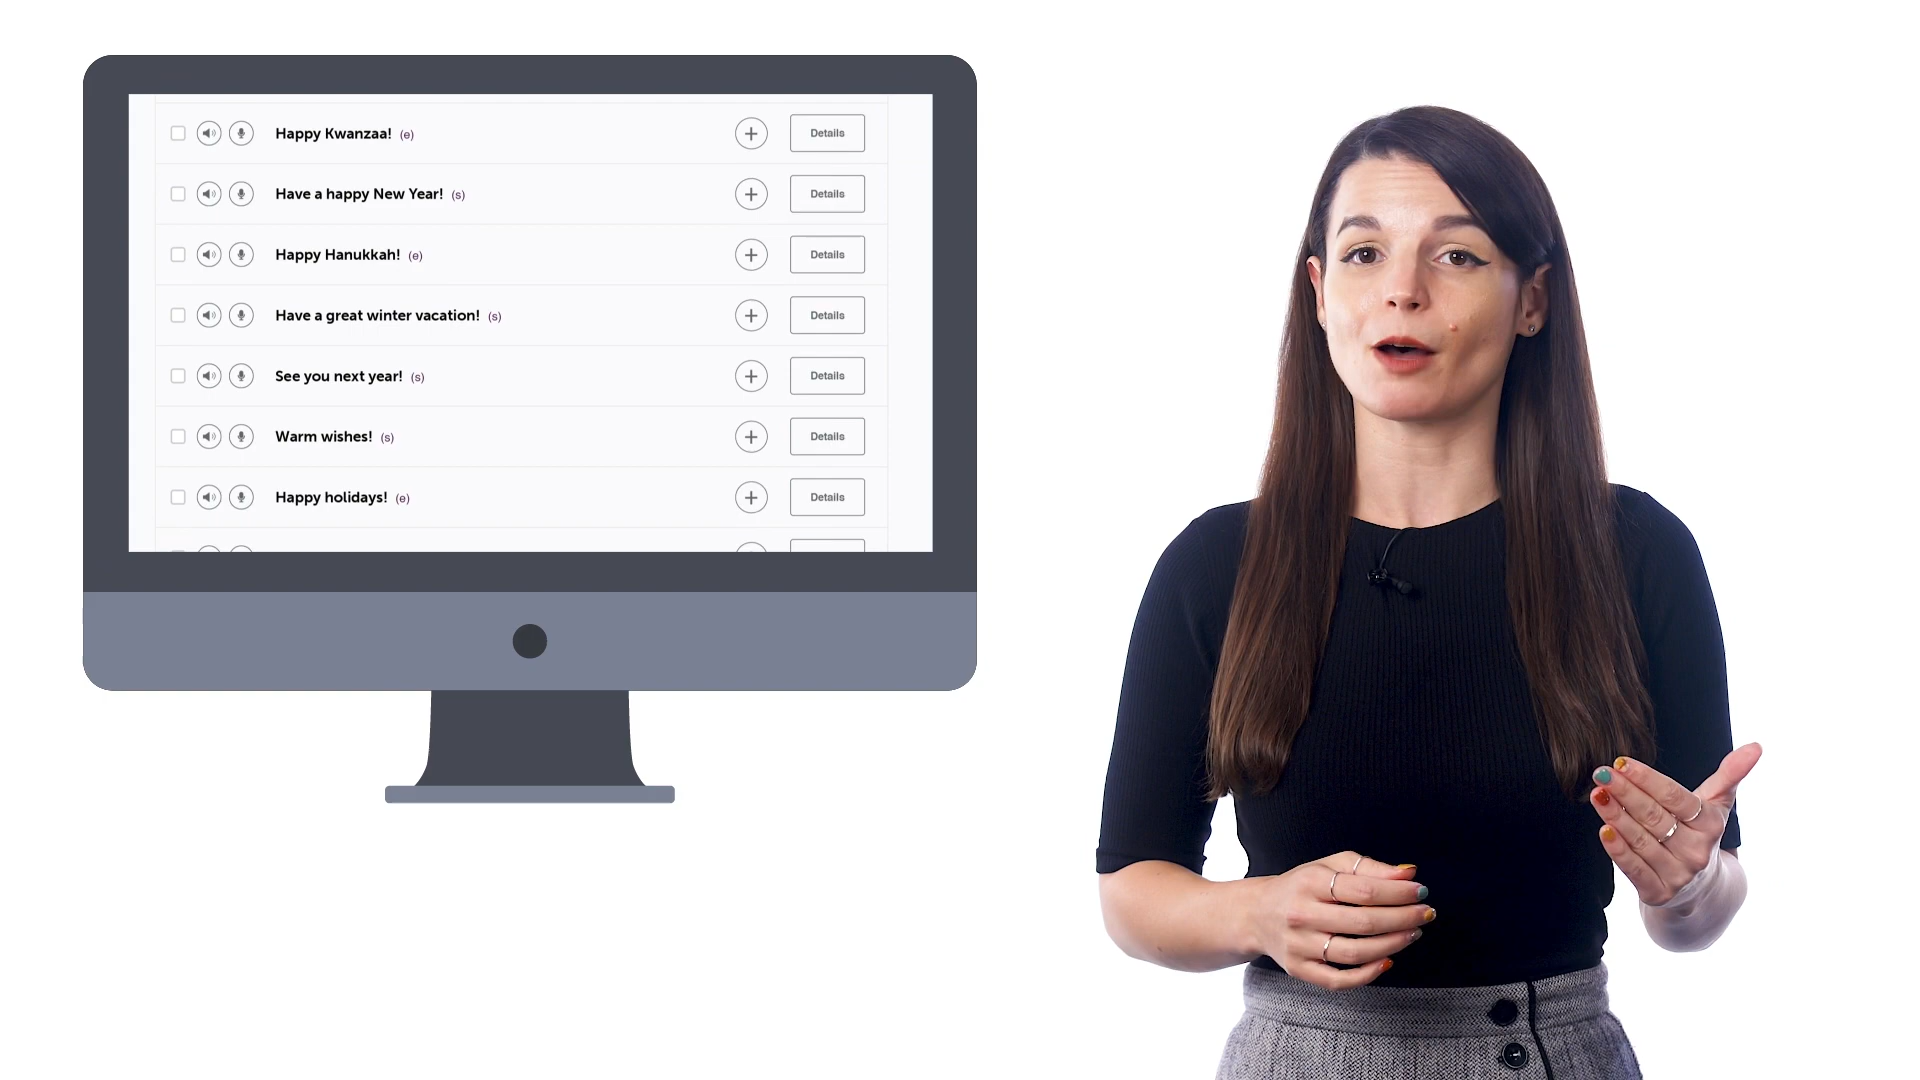 Happy Kwanzaa! (e) Details
Have a happy New Year! (s) Details
Happy Hanukkah! (e) Details
Have a great winter vacation! (s) Details
See you next year! (s) Details
Warm wishes! (s) Details
Happy holidays! (e) Details